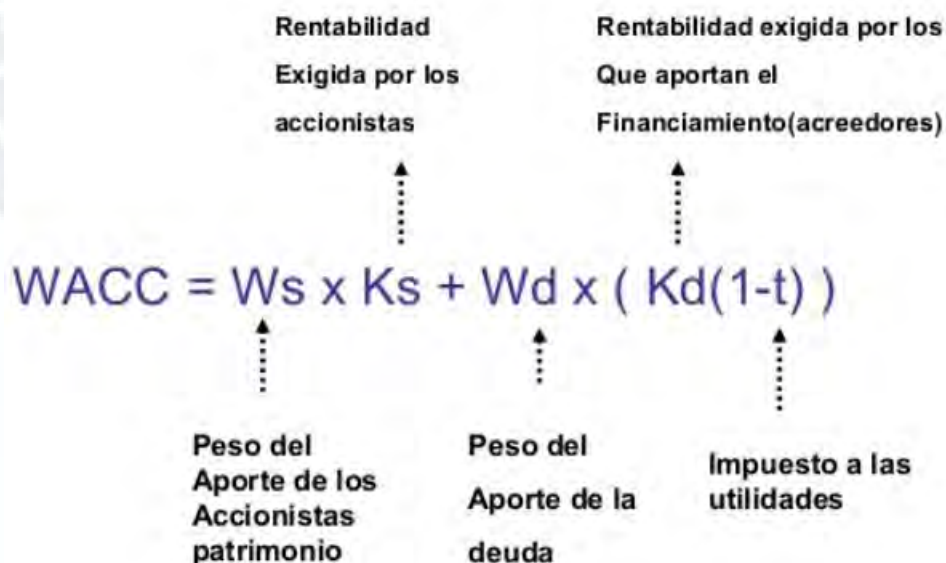 Rentabilidad
Exigida por los
accionistas
Rentabilidad exigida por los
Que aportan el
Financiamiento(acreedores)
WACC = Ws x Ks + Wd x ( Kd(1-t) )
Peso del
Aporte de los
Accionistas
patrimonio
Peso del
Aporte de la
deuda
Impuesto a las
utilidades